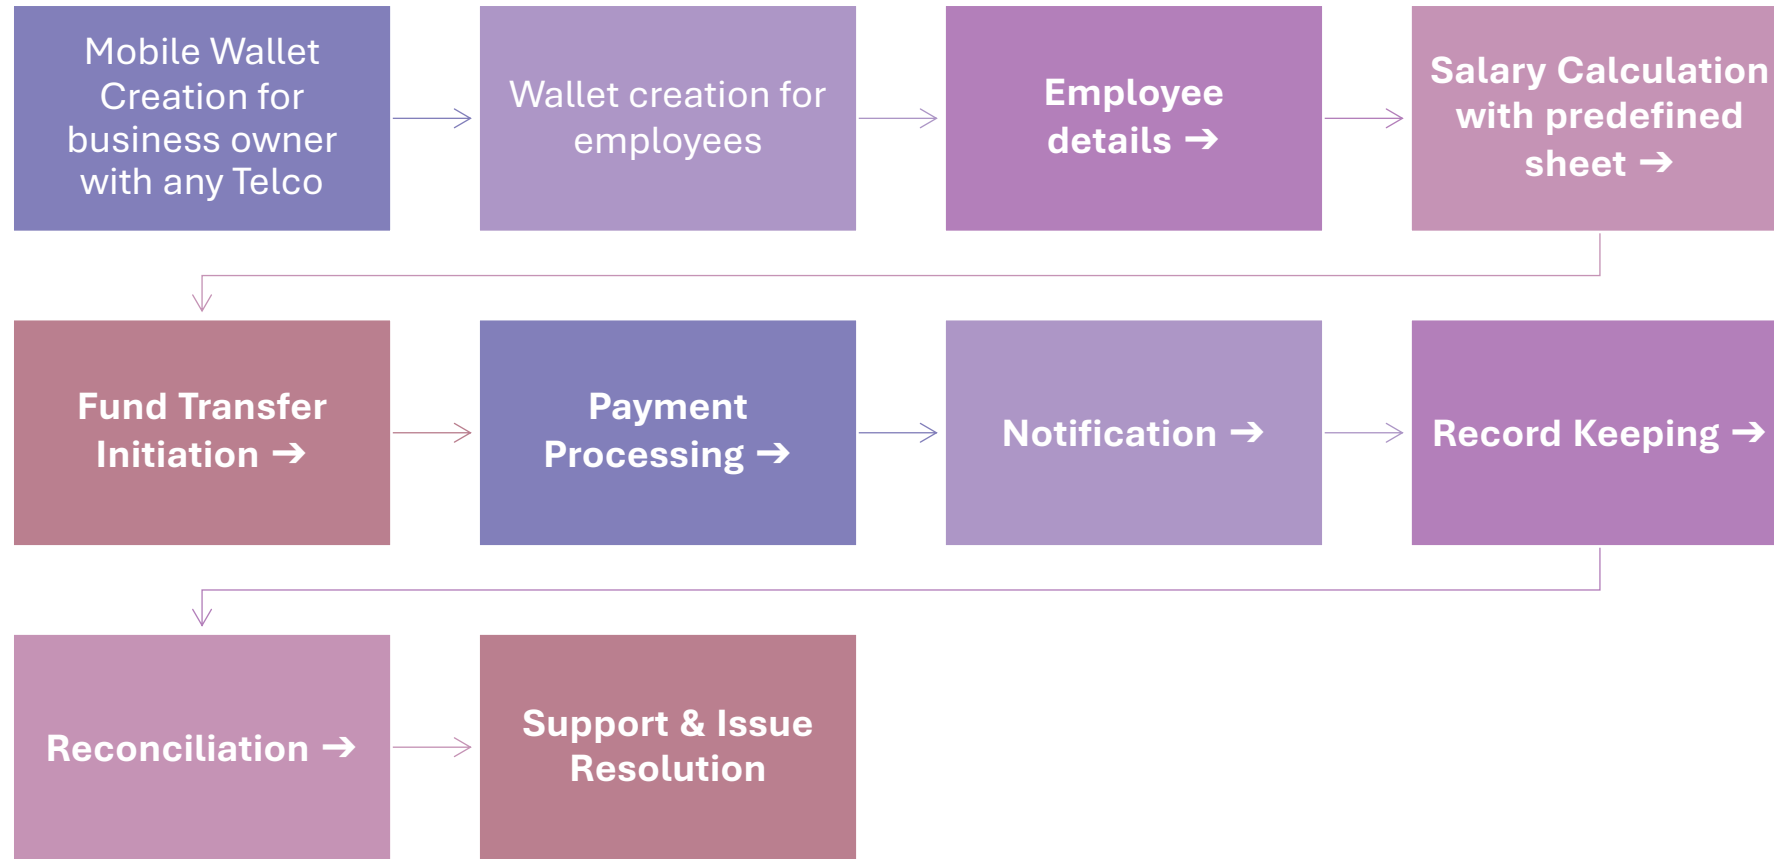 Mobile Wallet
Creation for
business owner
with any Telco
Wallet creation for
employees
Employee
details ➔
Salary Calculation
with predefined
sheet ➔
Fund Transfer
Initiation ➔
Payment
Processing ➔
Notification ➔
Record Keeping ➔
Reconciliation ➔
Support & Issue
Resolution